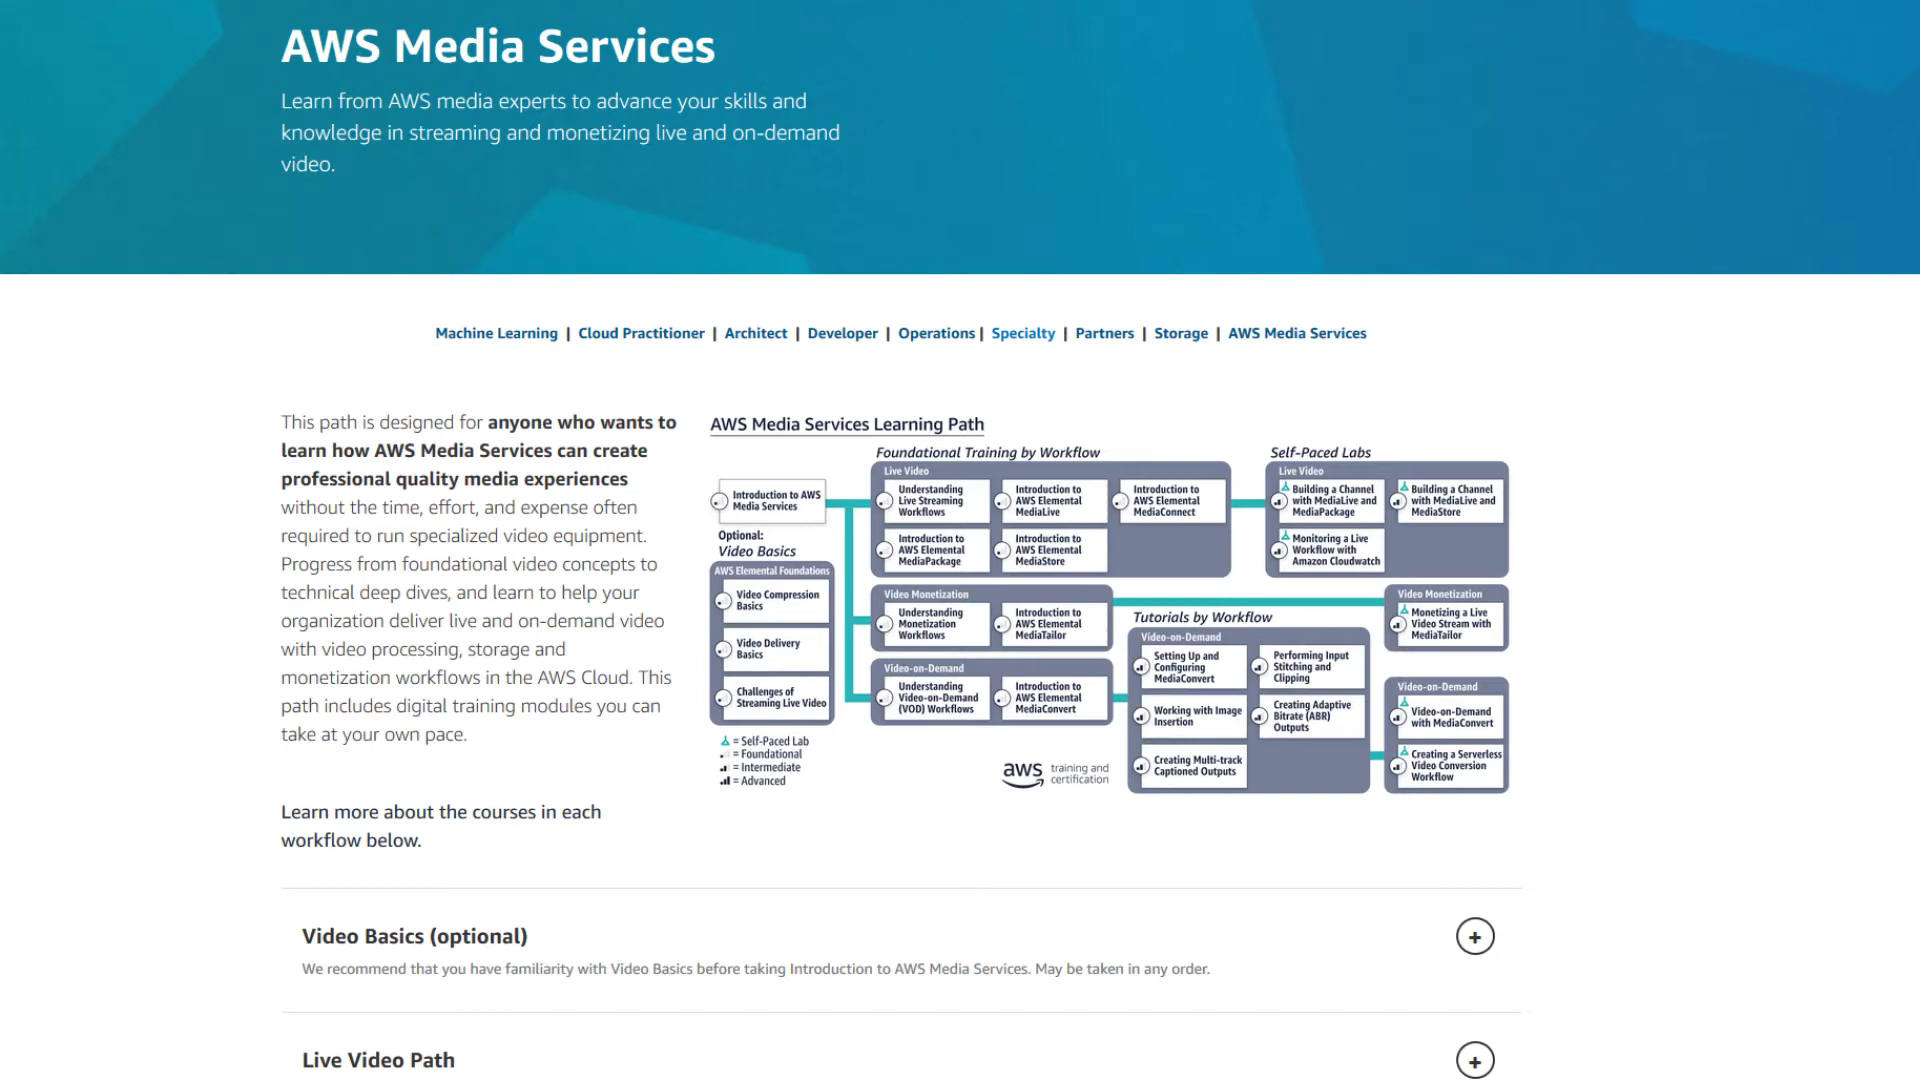 AWS Media Services
Learn from AWS media experts to advance your skills and
knowledge in streaming and monetizing live and on-demand
video.
Machine Learning | Cloud Practitioner | Architect | Developer | Operations | Specialty | Partners | Storage | AWS Media Services
This path is designed for anyone who wants to
learn how AWS Media Services can create
professional quality media experiences
without the time, effort, and expense often
required to run specialized video equipment.
Progress from foundational video concepts to
technical deep dives, and learn to help your
organization deliver live and on-demand video
with video processing, storage and
monetization workflows in the AWS Cloud. This
path includes digital training modules you can
take at your own pace.
Learn more about the courses in each
workflow below.
AWS Media Services Learning Path
Introduction to AWS
Media Services
Optional:
Video Basics
AWS Elemental Foundations
Video Compression
Basics
Video Delivery
Basics
Challenges of
Streaming Live Video
= Self-Paced Lab
= Foundational
= Intermediate
= Advanced
Foundational Training by Workflow
Live Video
Understanding
Live Streaming
Workflows
Introduction to
AWS Elemental
MediaLive
Introduction to
AWS Elemental
MediaConnect
Introduction to
AWS Elemental
MediaPackage
Introduction to
AWS Elemental
MediaStore
Video Monetization
Understanding
Monetization
Workflows
Introduction to
AWS Elemental
MediaTailor
Video-on-Demand
Understanding
Video-on-Demand
(VOD) Workflows
Introduction to
AWS Elemental
MediaConvert
aws training and
certification
Tutorials by Workflow
Video-on-Demand
Setting Up and
Configuring
MediaConvert
Performing Input
Stitching and
Clipping
Working with Image
Insertion
Creating Adaptive
Bitrate (ABR)
Outputs
Creating Multi-track
Captioned Outputs
Self-Paced Labs
Live Video
Building a Channel
with MediaLive and
MediaPackage
Building a Channel
with MediaLive and
MediaStore
Monitoring a Live
Workflow with
Amazon Cloudwatch
Video Monetization
Monetizing a Live
Video Stream with
MediaTailor
Video-on-Demand
Video-on-Demand
with MediaConvert
Creating a Serverless
Video Conversion
Workflow
Video Basics (optional)
We recommend that you have familiarity with Video Basics before taking Introduction to AWS Media Services. May be taken in any order.
Live Video Path